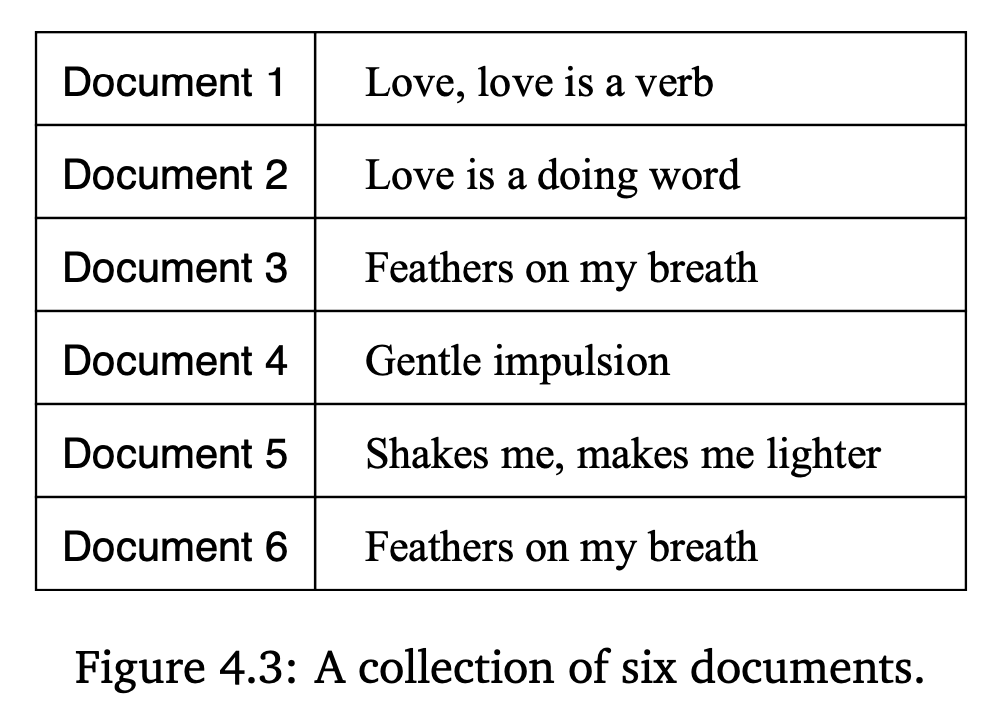 Document 1 Love, love is a verb
Document 2 Love is a doing word
Document 3 Feathers on my breath
Document 4 Gentle impulsion
Document 5 Shakes me, makes me lighter
Document 6 Feathers on my breath
Figure 4.3: A collection of six documents.